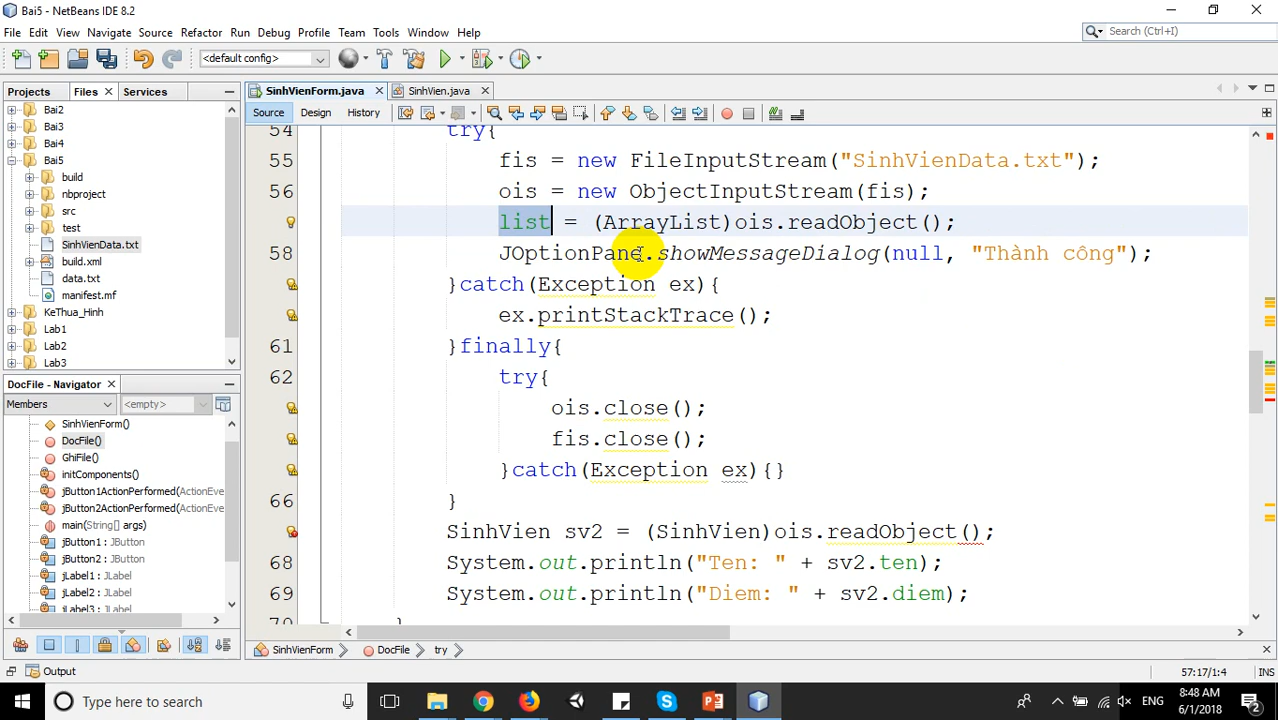 Bai5 - NetBeans IDE 8.2
File Edit View Navigate Source Refactor Run Debug Profile Team Tools Window Help
Search (Ctrl+I)
<default config>
Projects Files Services
SinhVienForm.java SinhVien.java
Source Design History
Bai2
Bai3
Bai4
Bai5
build
nbproject
src
test
SinhVienData.txt
build.xml
data.txt
manifest.mf
KeThua_Hinh
Lab1
Lab2
Lab3
DocFile - Navigator
Members <empty>
SinhVienForm()
DocFile()
GhiFile()
initComponents()
jButton1ActionPerformed(ActionEve
jButton2ActionPerformed(ActionEve
main(String[] args)
jButton1 : JButton
jButton2 : JButton
jLabel1 : JLabel
jLabel2 : JLabel
jLabel3 : JLabel
54 try{
55 fis = new FileInputStream("SinhVienData.txt");
56 ois = new ObjectInputStream(fis);
list = (ArrayList)ois.readObject();
58 JOptionPane.showMessageDialog(null, "Thành công");
}catch(Exception ex){
ex.printStackTrace();
61 }finally{
62 try{
ois.close();
fis.close();
}catch(Exception ex){}
66 }
SinhVien sv2 = (SinhVien)ois.readObject();
68 System.out.println("Ten: " + sv2.ten);
69 System.out.println("Diem: " + sv2.diem);
70 }
SinhVienForm DocFile try
Output
57:17/1:4 INS
Type here to search
ENG
8:48 AM
6/1/2018
2